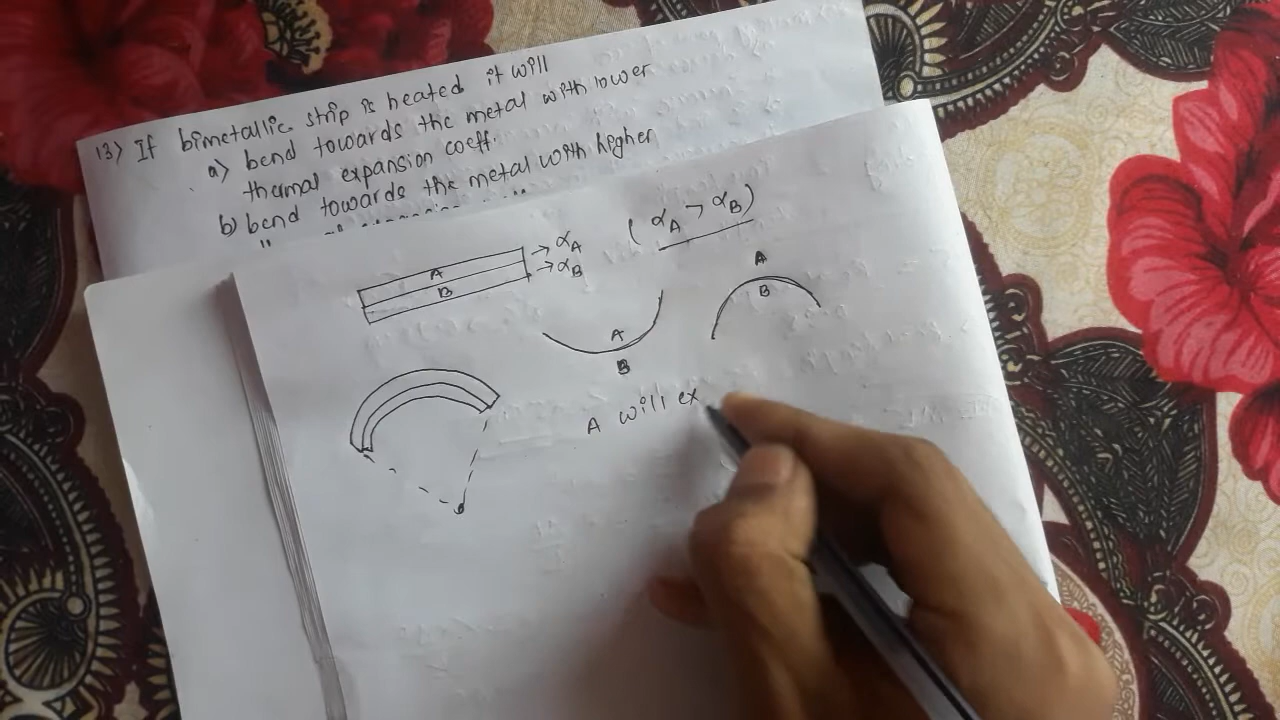 13) If bimetallic strip is heated it will
a) bend towards the metal with lower
thermal expansion coeff.
b) bend towards the metal with higher
(αA > αB)
A → αA
B → αB
A
B
A
B
A will ex